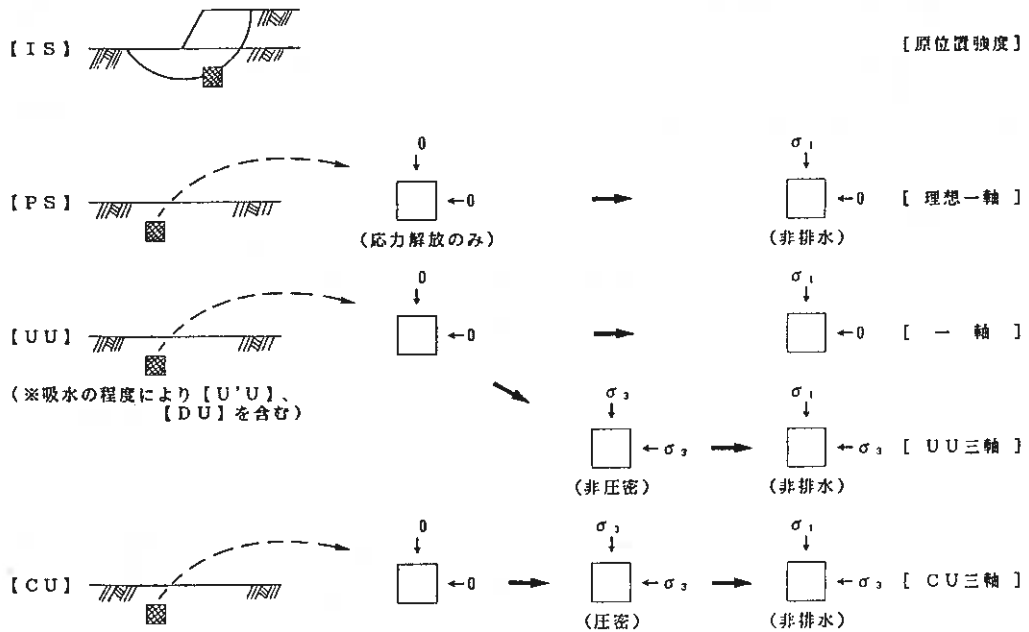 [IS]
[原位置強度]
0
σ₁
[PS]
←0
←0
[理想一軸]
(応力解放のみ)
(非排水)
0
σ₁
[UU]
←0
←0
[一軸]
(※吸水の程度により【U'U】、
【DU】を含む)
σ₃
σ₁
←σ₃
←σ₃
[UU三軸]
(非圧密)
(非排水)
0
σ₃
σ₁
[CU]
←0
←σ₃
←σ₃
[CU三軸]
(圧密)
(非排水)